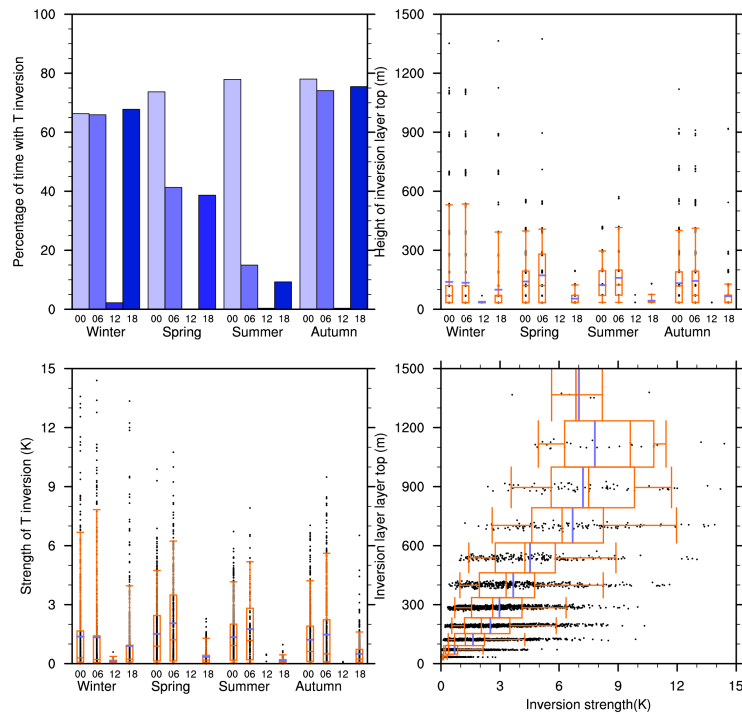 100
80
60
40
20
0
Percentage of time with T inversion
00 06 12 18 00 06 12 18 00 06 12 18 00 06 12 18
Winter Spring Summer Autumn
1500
1200
900
600
300
0
Height of inversion layer top (m)
00 06 12 18 00 06 12 18 00 06 12 18 00 06 12 18
Winter Spring Summer Autumn
15
12
9
6
3
0
Strength of T inversion (K)
00 06 12 18 00 06 12 18 00 06 12 18 00 06 12 18
Winter Spring Summer Autumn
1500
1200
900
600
300
0
Inversion layer layer top (m)
0 3 6 9 12 15
Inversion strength(K)